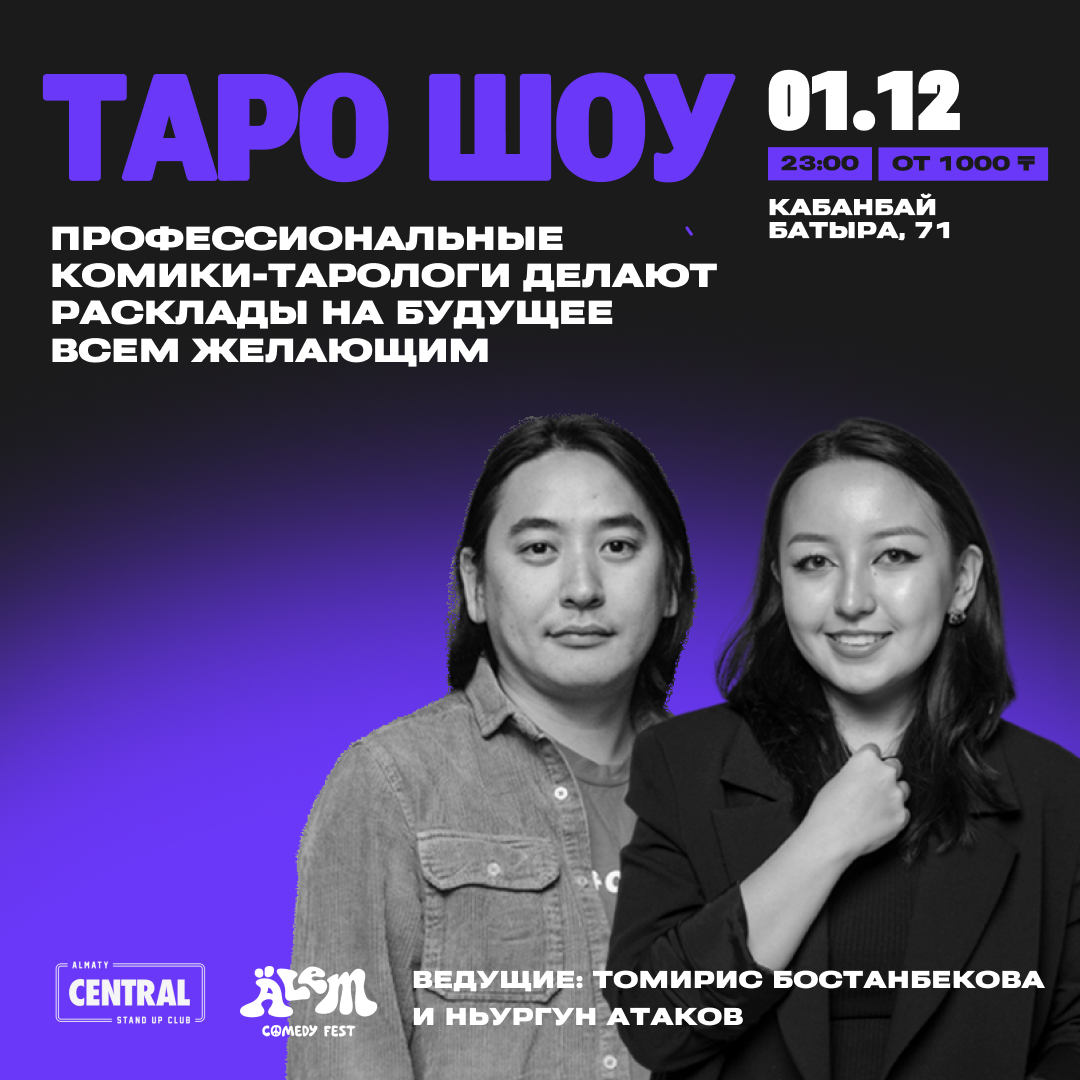 ТАРО ШОУ
01.12
23:00
ОТ 1000 ₸
КАБАНБАЙ
БАТЫРА, 71
ПРОФЕССИОНАЛЬНЫЕ
КОМИКИ-ТАРОЛОГИ ДЕЛАЮТ
РАСКЛАДЫ НА БУДУЩЕЕ
ВСЕМ ЖЕЛАЮЩИМ
ALMATY
CENTRAL
STAND UP CLUB
ÄLEM
COMEDY FEST
ВЕДУЩИЕ: ТОМИРИС БОСТАНБЕКОВА
И НЬУРГУН АТАКОВ